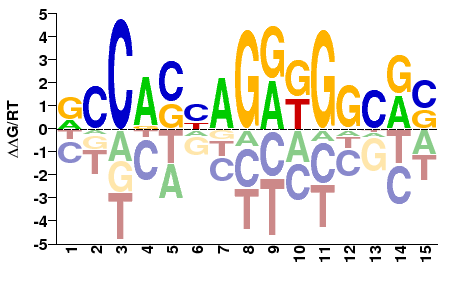 ΔΔG/RT
5
4
3
2
1
0
-1
-2
-3
-4
-5
G A T C
C A G T
C A G T
A T C
C G T A
C T A G
A G T C
G A C T
G A C T
G T A C
G A C T
G A T C
C A G
G A T C
C G A T
1 2 3 4 5 6 7 8 9 10 11 12 13 14 15